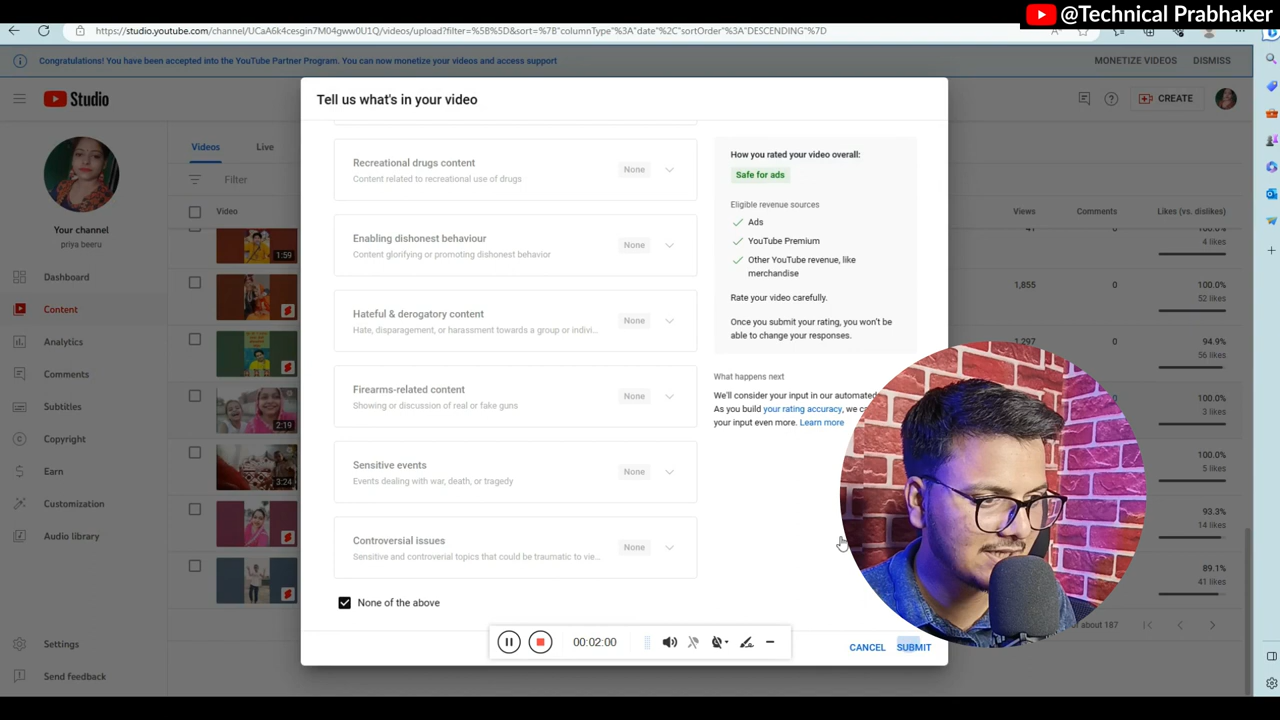 @Technical Prabhaker
https://studio.youtube.com/channel/UCaA6k4cesgin7M04gww0U1Q/videos/upload?filter=%5B%5D&sort=%7B"columnType"%3A"date"%2C"sortOrder"%3A"DESCENDING"%7D
Congratulations! You have been accepted into the YouTube Partner Program. You can now monetize your videos and access support
MONETIZE VIDEOS
DISMISS
Studio
CREATE
Tell us what's in your video
Your channel
priya beeru
Dashboard
Content
Analytics
Comments
Subtitles
Copyright
Earn
Customization
Audio library
Settings
Send feedback
Videos
Live
Filter
Video
1:59
2:19
3:24
Recreational drugs content
Content related to recreational use of drugs
None
Enabling dishonest behaviour
Content glorifying or promoting dishonest behavior
None
Hateful & derogatory content
Hate, disparagement, or harassment towards a group or indivi...
None
Firearms-related content
Showing or discussion of real or fake guns
None
Sensitive events
Events dealing with war, death, or tragedy
None
Controversial issues
Sensitive and controverial topics that could be traumatic to vie...
None
None of the above
How you rated your video overall:
Safe for ads
Eligible revenue sources
Ads
YouTube Premium
Other YouTube revenue, like
merchandise
Rate your video carefully.
Once you submit your rating, you won't be
able to change your responses.
What happens next
We'll consider your input in our automated
As you build your rating accuracy, we ca
your input even more. Learn more
00:02:00
CANCEL
SUBMIT
Views
Comments
Likes (vs. dislikes)
4 likes
1,855
0
100.0%
52 likes
1,297
0
94.9%
56 likes
100.0%
3 likes
100.0%
5 likes
93.3%
14 likes
89.1%
41 likes
of about 187